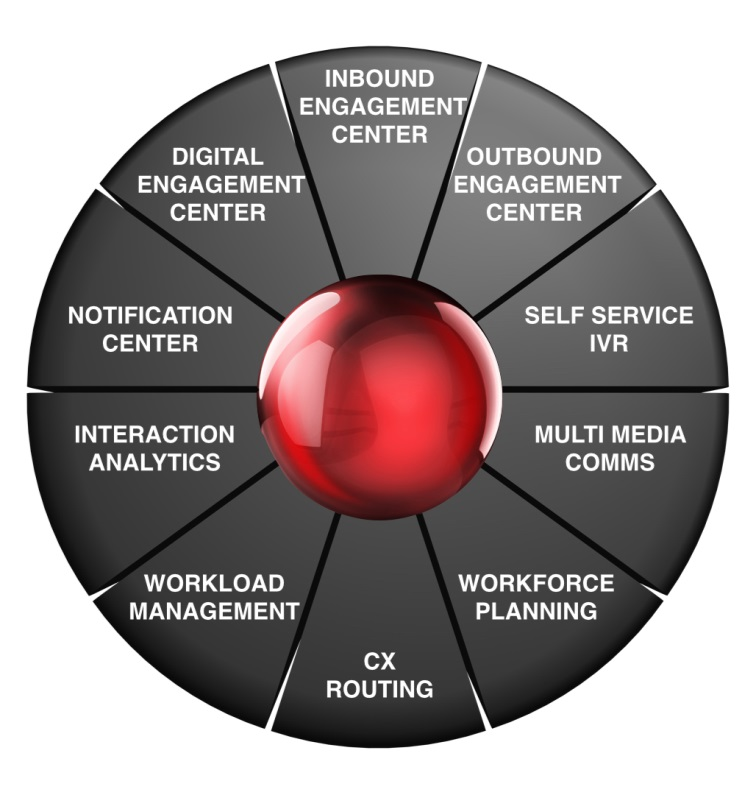 INBOUND
ENGAGEMENT
CENTER
OUTBOUND
ENGAGEMENT
CENTER
SELF SERVICE
IVR
MULTI MEDIA
COMMS
WORKFORCE
PLANNING
CX
ROUTING
WORKLOAD
MANAGEMENT
INTERACTION
ANALYTICS
NOTIFICATION
CENTER
DIGITAL
ENGAGEMENT
CENTER